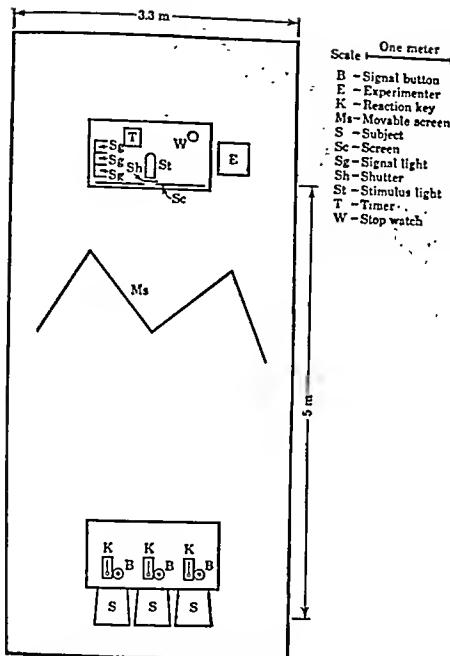 3.3 m
Scale One meter
B - Signal button
E - Experimenter
K - Reaction key
Ms - Movable screen
S - Subject
Sc - Screen
Sg - Signal light
Sh - Shutter
St - Stimulus light
T - Timer
W - Stop watch
T W
Sg
Sg St E
Sg Sh
Sc
Ms
5 m
K K K
B B B
S S S